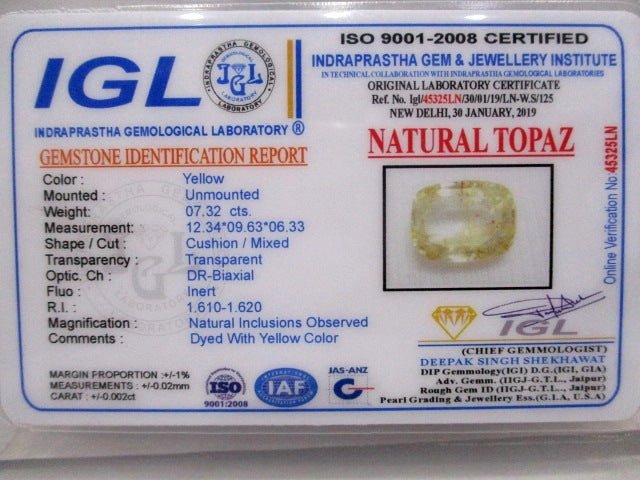 IGL
INDRAPRASTHA GEMOLOGICAL LABORATORY
IGL
INDRAPRASTHA GEMOLOGICAL LABORATORY ®
GEMSTONE IDENTIFICATION REPORT
Color : Yellow
Mounted : Unmounted
Weight: 07.32 cts.
Measurement: 12.34*09.63*06.33
Shape / Cut : Cushion / Mixed
Transparency : Transparent
Optic. Ch : DR-Biaxial
Fluo : Inert
R.I. : 1.610-1.620
Magnification : Natural Inclusions Observed
Comments : Dyed With Yellow Color
MARGIN PROPORTION :+/-1%
MEASUREMENTS : +/-0.02mm
CARAT : +/-0.002ct
ISO
9001:2008
IAF
JAS-ANZ
ISO 9001-2008 CERTIFIED
INDRAPRASTHA GEM & JEWELLERY INSTITUTE
IN TECHNICAL COLLABORATION WITH INDRAPRASTHA GEMOLOGICAL LABORATORIES
ORIGINAL LABORATORY CERTIFICATE
Ref. No. Igl/45325LN/30/01/19/LN-W.S/125
NEW DELHI, 30 JANUARY, 2019
NATURAL TOPAZ
Online Verification No.45325LN
IGL
(CHIEF GEMMOLOGIST)
DEEPAK SINGH SHEKHAWAT
DIP Gemmology(IGI) D.G.(IGI, GIA)
Adv. Gemm. (IIGJ-G.T.L., Jaipur)
Rough Gem ID (IIGJ-G.T.L., Jaipur)
Pearl Grading & Jewellery Ess.(G.I.A, U.S.A)